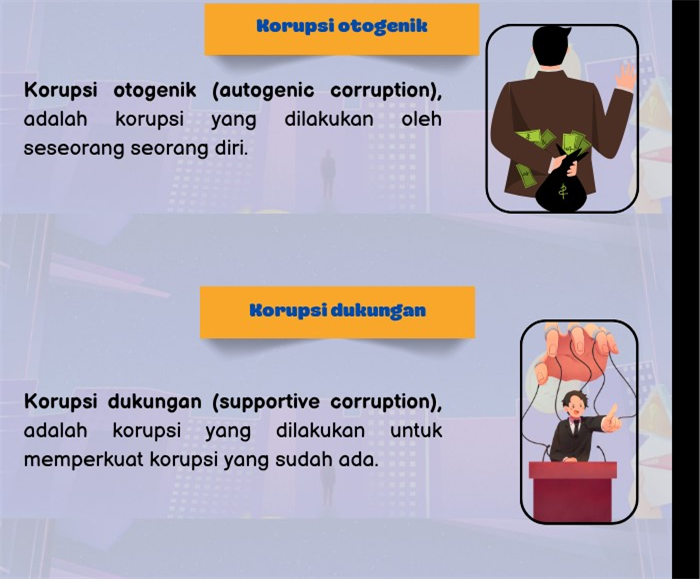 Korupsi otogenik
Korupsi otogenik (autogenic corruption),
adalah korupsi yang dilakukan oleh
seseorang seorang diri.
Korupsi dukungan
Korupsi dukungan (supportive corruption),
adalah korupsi yang dilakukan untuk
memperkuat korupsi yang sudah ada.